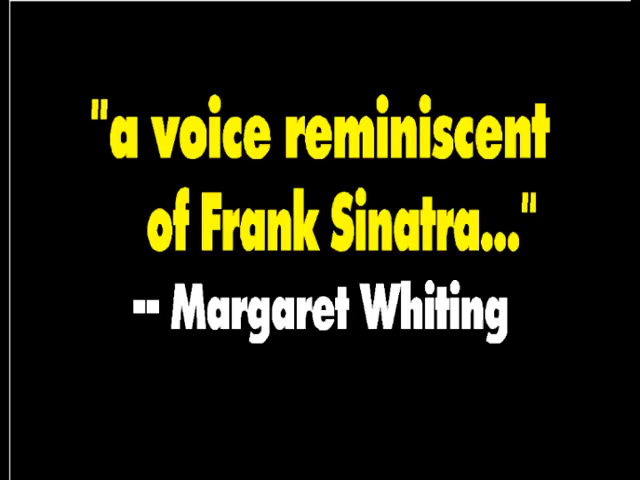 "a voice reminiscent
of Frank Sinatra..."
-- Margaret Whiting